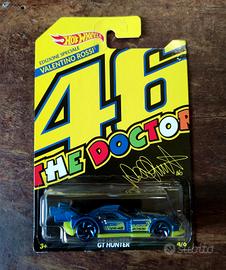 Hot Wheels
EDIZIONE SPECIALE
VALENTINO ROSSI
46
THE DOCTOR
GT HUNTER
3+
4/6
Subito